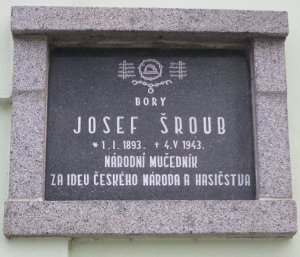 BORY
JOSEF ŠROUB
* 1. I. 1893. + 4. V 1943.
NÁRODNÍ MUČEDNÍK
ZA IDEU ČESKÉHO NÁRODA A HASIČSTVA